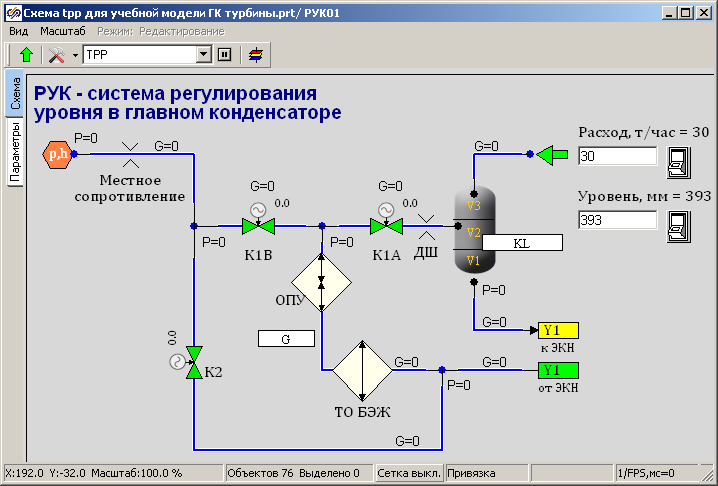 Схема tpp для учебной модели ГК турбины.prt/ РУК01
Вид Масштаб Режим: Редактирование
TPP
Схема
Параметры
РУК - система регулирования
уровня в главном конденсаторе
p,h
P=0
G=0
Местное
сопротивление
G=0
Расход, т/час = 30
30
Уровень, мм = 393
393
G=0
0.0
G=0
0.0
V3
V2
V1
KL
P=0
К1В
P=0
К1А
ДШ
ОПУ
P=0
G
G=0
Y1
к ЭКН
0.0
К2
G=0
G=0
Y1
от ЭКН
P=0
ТО БЭЖ
G=0
X:192.0 Y:-32.0 Масштаб:100.0 %
Объектов 76 Выделено 0
Сетка выкл.
Привязка
1/FPS,мс=0